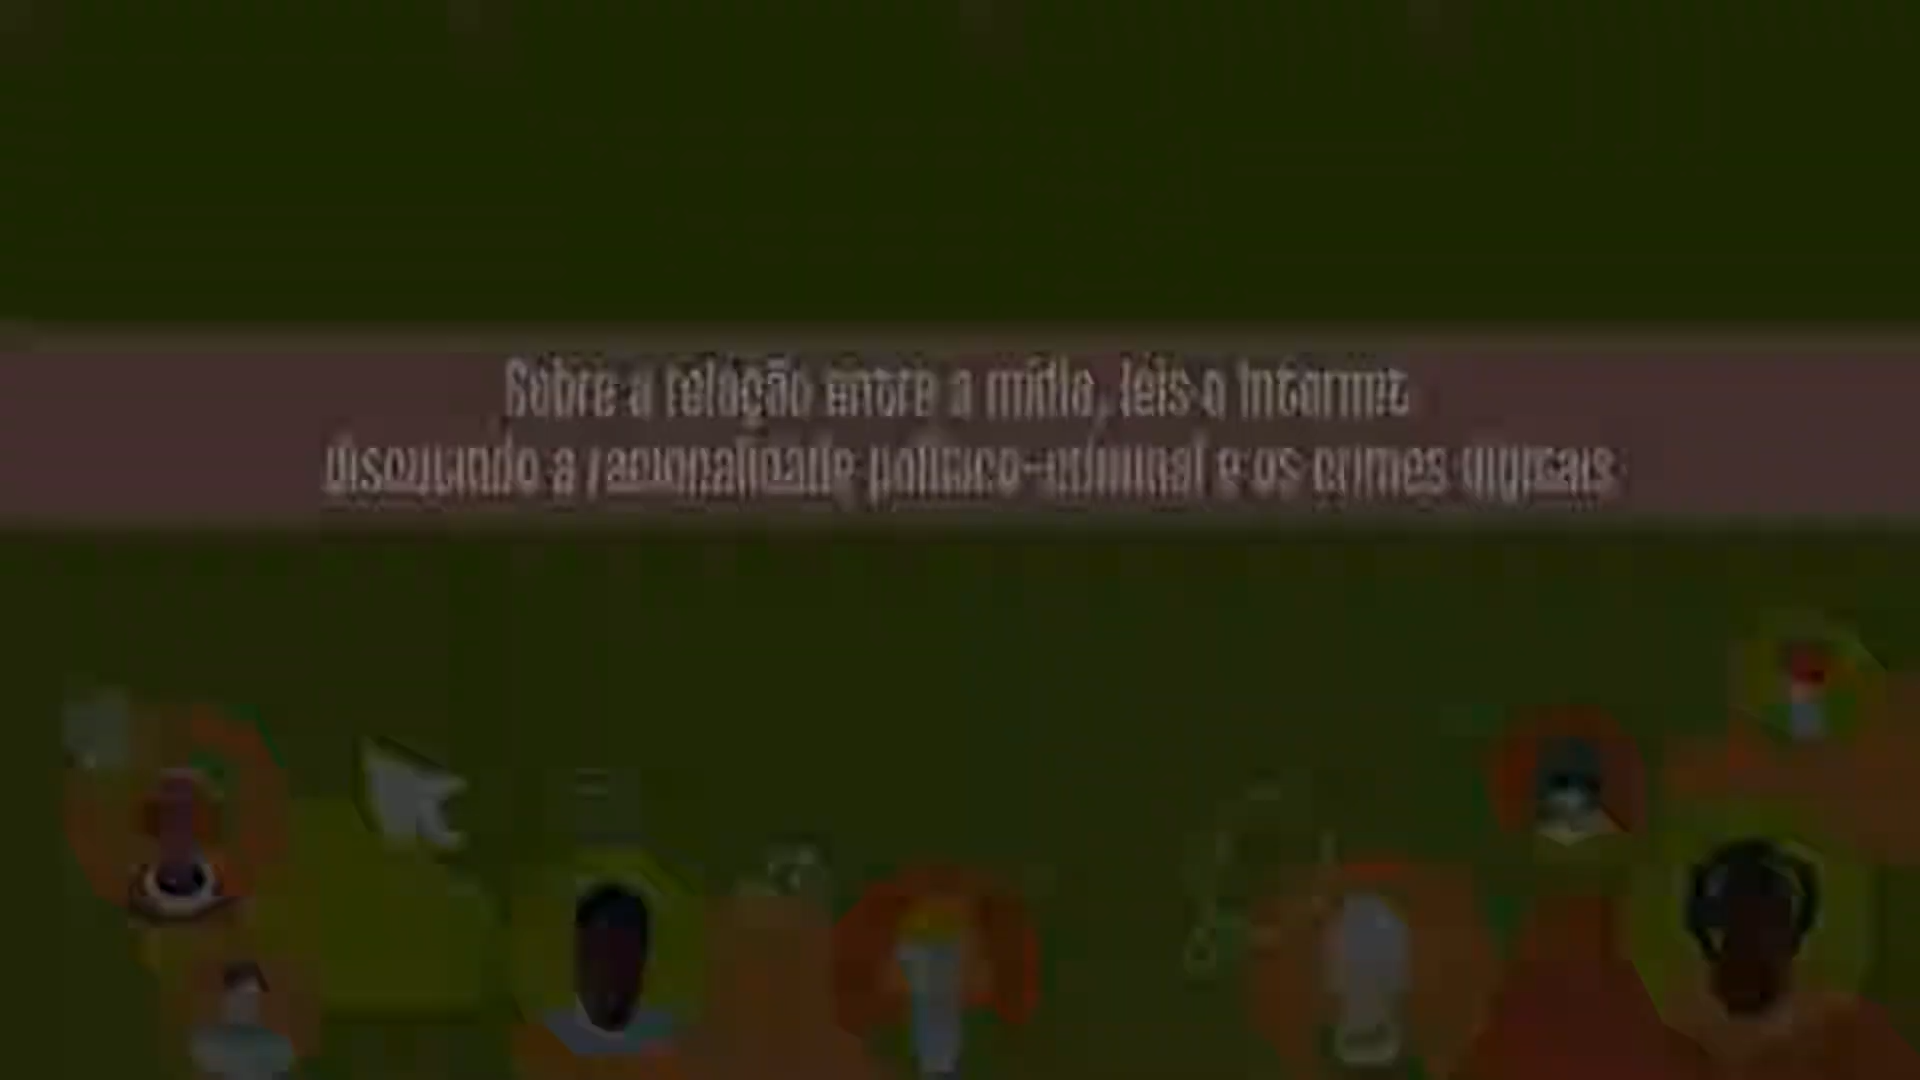 Sobre a relação entre a mídia, leis e Internet
discutindo a racionalidade político-criminal e os crimes digitais